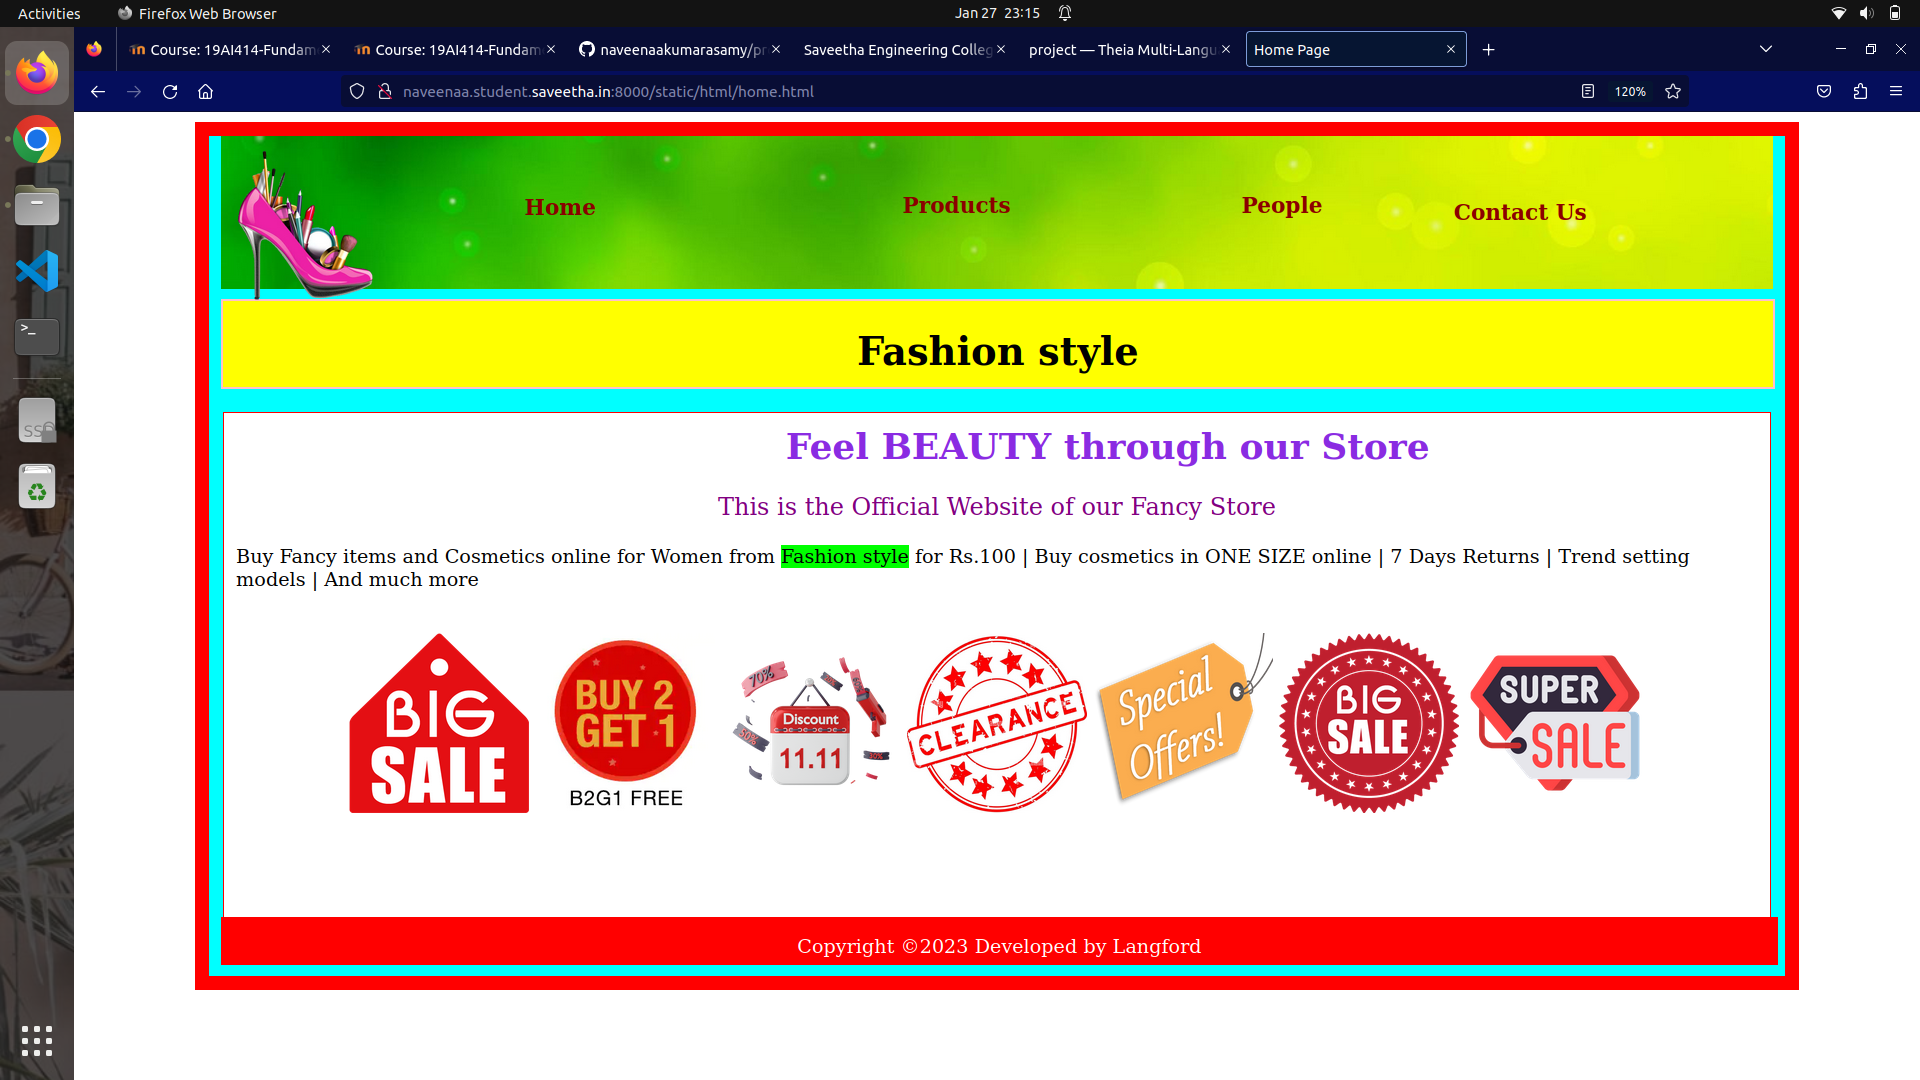 Activities
Firefox Web Browser
Jan 27 23:15
Course: 19AI414-Fundam
Course: 19AI414-Fundam
naveenaakumarasamy/pr
Saveetha Engineering Colleg
project — Theia Multi-Langu
Home Page
naveenaa.student.saveetha.in:8000/static/html/home.html
120%
Home
Products
People
Contact Us
Fashion style
Feel BEAUTY through our Store
This is the Official Website of our Fancy Store
Buy Fancy items and Cosmetics online for Women from Fashion style for Rs.100 | Buy cosmetics in ONE SIZE online | 7 Days Returns | Trend setting
models | And much more
BIG
SALE
BUY 2
GET 1
B2G1 FREE
70%
50%
Discount
11.11
CLEARANCE
Special
Offers!
BIG
SALE
SUPER
SALE
Copyright ©2023 Developed by Langford